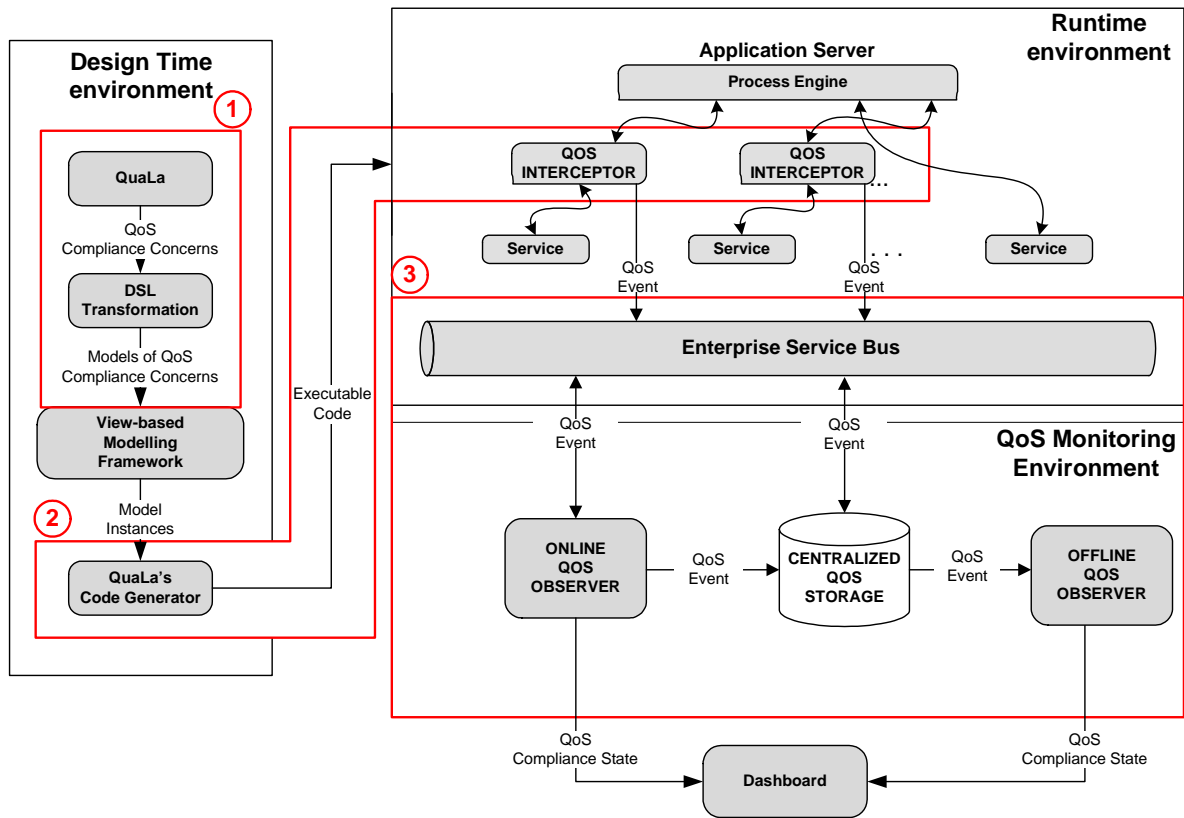 Design Time
environment
1
QuaLa
QoS
Compliance Concerns
DSL
Transformation
Models of QoS
Compliance Concerns
View-based
Modelling
Framework
2
Model
Instances
QuaLa's
Code Generator
Executable
Code
Runtime
environment
Application Server
Process Engine
QOS
INTERCEPTOR
QOS
INTERCEPTOR
...
Service
Service
Service
. . .
3
QoS
Event
QoS
Event
Enterprise Service Bus
QoS
Event
QoS
Event
QoS Monitoring
Environment
ONLINE
QOS
OBSERVER
QoS
Event
CENTRALIZED
QOS
STORAGE
QoS
Event
OFFLINE
QOS
OBSERVER
QoS
Compliance State
QoS
Compliance State
Dashboard